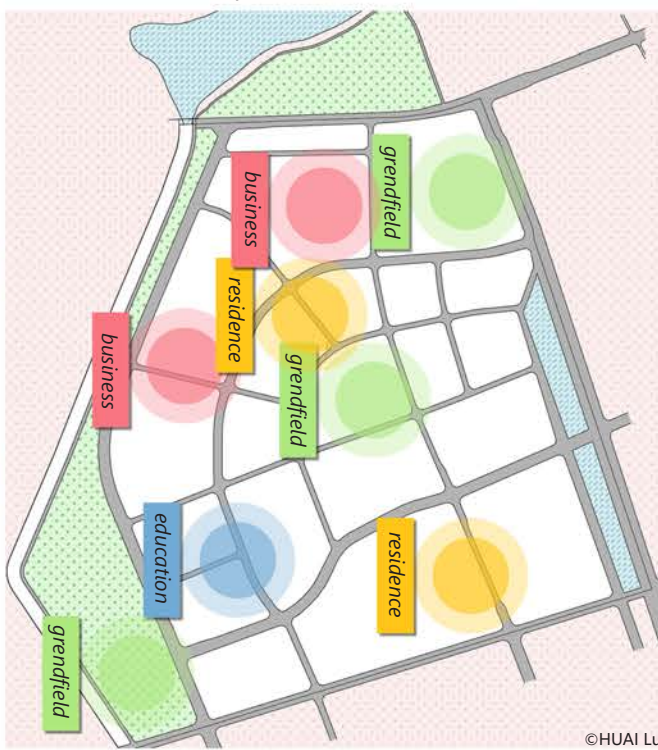 grendfield
business
residence
grendfield
business
education
residence
grendfield
©HUAI Lu